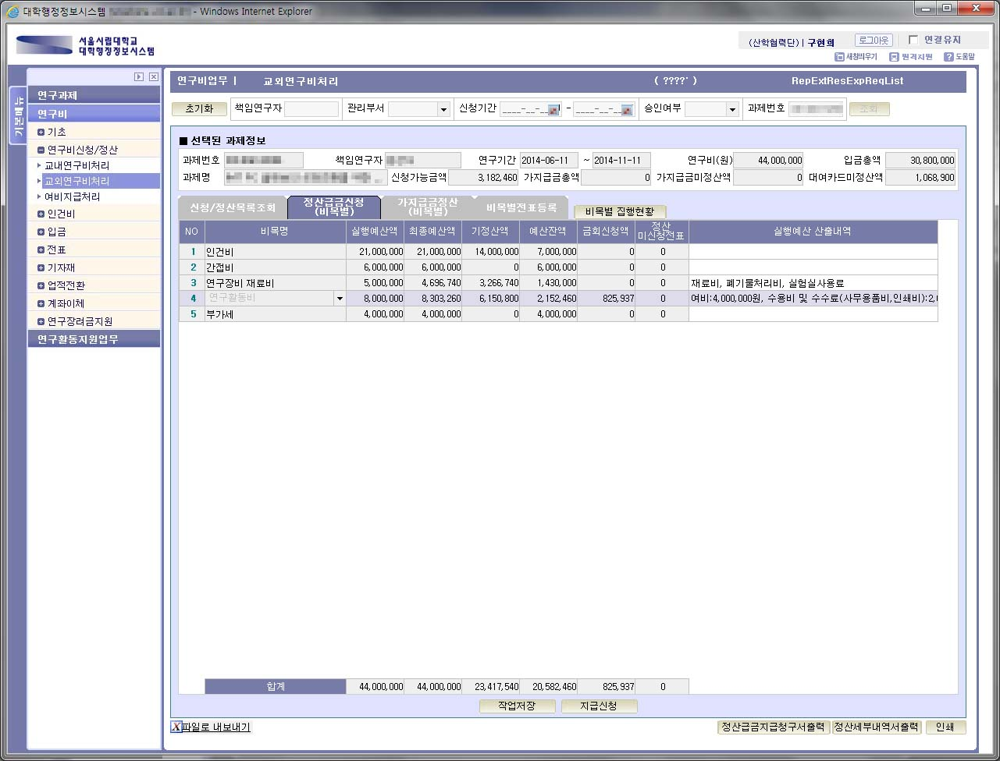 대학행정정보시스템 - Windows Internet Explorer
서울시립대학교
대학행정정보시스템
(산학협력단) | 구현희 로그아웃 연결유지
새창띄우기 원격지원 도움말
기본메뉴
연구과제
연구비
기초
연구비신청/정산
교내연구비처리
교외연구비처리
여비지급처리
인건비
입금
전표
기자재
업적전환
계좌이체
연구장려금지원
연구활동지원업무
연구비업무 | 교외연구비처리 ( ????˚ ) RepExtResExpReqList
초기화 책임연구자 관리부서 신청기간 __-_-_ - __-_-_ 승인여부 과제번호 조회
■ 선택된 과제정보
과제번호 책임연구자 연구기간 2014-06-11 ~ 2014-11-11 연구비(원) 44,000,000 입금총액 30,800,000
과제명 신청가능금액 3,182,460 가지급금총액 0 가지급금미정산액 0 대여카드미정산액 1,068,900
신청/정산목록조회 정산급금신청 (비목별) 가지급금정산 (비목별) 비목별전표등록 비목별 집행현황
NO 비목명 실행예산액 최종예산액 기정산액 예산잔액 금회신청액 정산 미신청전표 실행예산 산출내역
1 인건비 21,000,000 21,000,000 14,000,000 7,000,000 0 0
2 간접비 6,000,000 6,000,000 0 6,000,000 0 0
3 연구장비 재료비 5,000,000 4,696,740 3,266,740 1,430,000 0 0 재료비, 폐기물처리비, 실험실사용료
4 연구활동비 8,000,000 8,303,260 6,150,800 2,152,460 825,937 0 여비:4,000,000원, 수용비 및 수수료(사무용품비,인쇄비):2,
5 부가세 4,000,000 4,000,000 0 4,000,000 0 0
합계 44,000,000 44,000,000 23,417,540 20,582,460 825,937 0
작업저장 지급신청
파일로 내보내기 정산급금지급청구서출력 정산세부내역서출력 인쇄